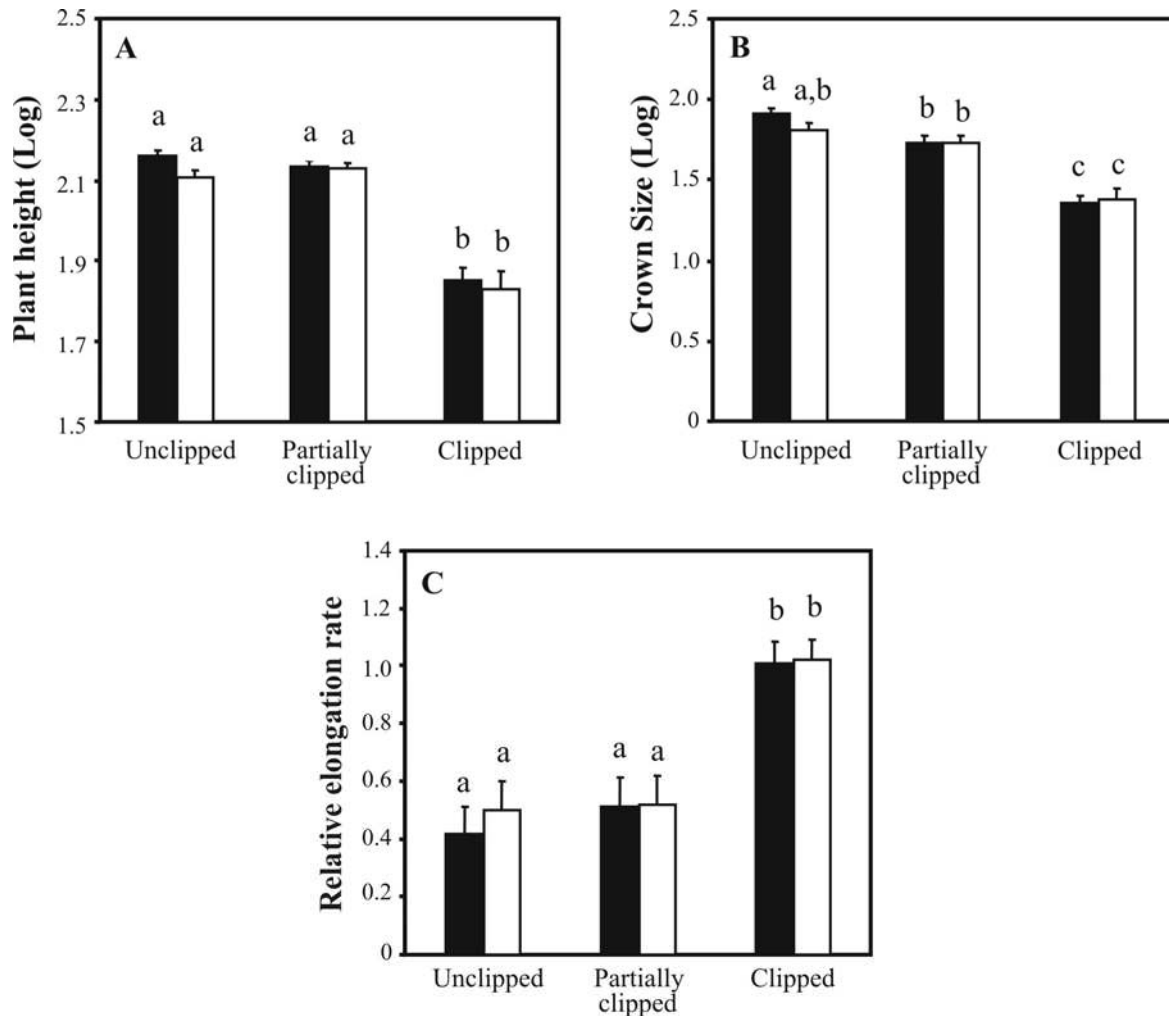 A
Plant height (Log)
2.5
2.3
2.1
1.9
1.7
1.5
a
a
a
a
b
b
Unclipped
Partially
clipped
Clipped
B
Crown Size (Log)
2.5
2.0
1.5
1.0
0.5
0
a
a,b
b
b
c
c
Unclipped
Partially
clipped
Clipped
C
Relative elongation rate
1.4
1.2
1.0
0.8
0.6
0.4
0.2
0
a
a
a
a
b
b
Unclipped
Partially
clipped
Clipped